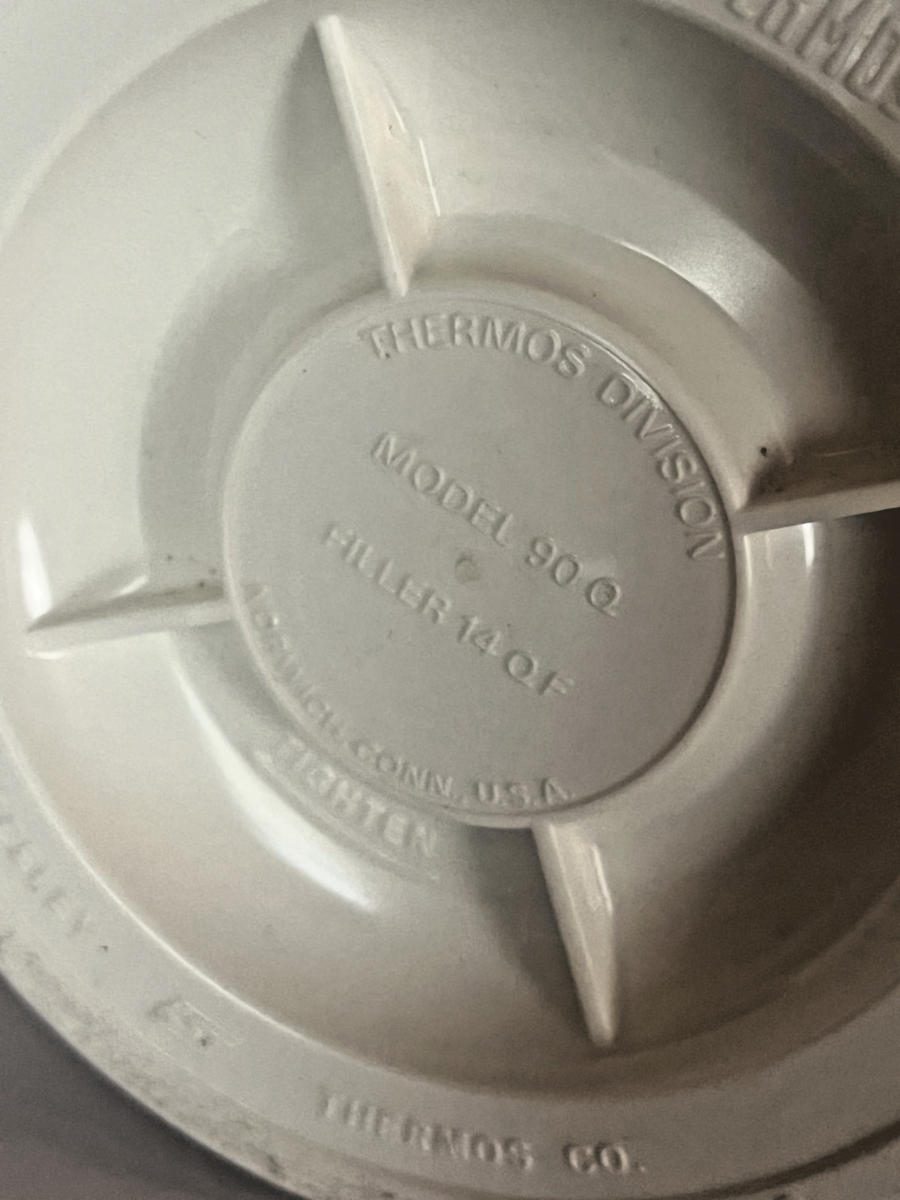 THERMOS DIVISION
MODEL 90 Q
FILLER 14 QF
CONN., U.S.A.
TIGHTEN
THERMOS CO.